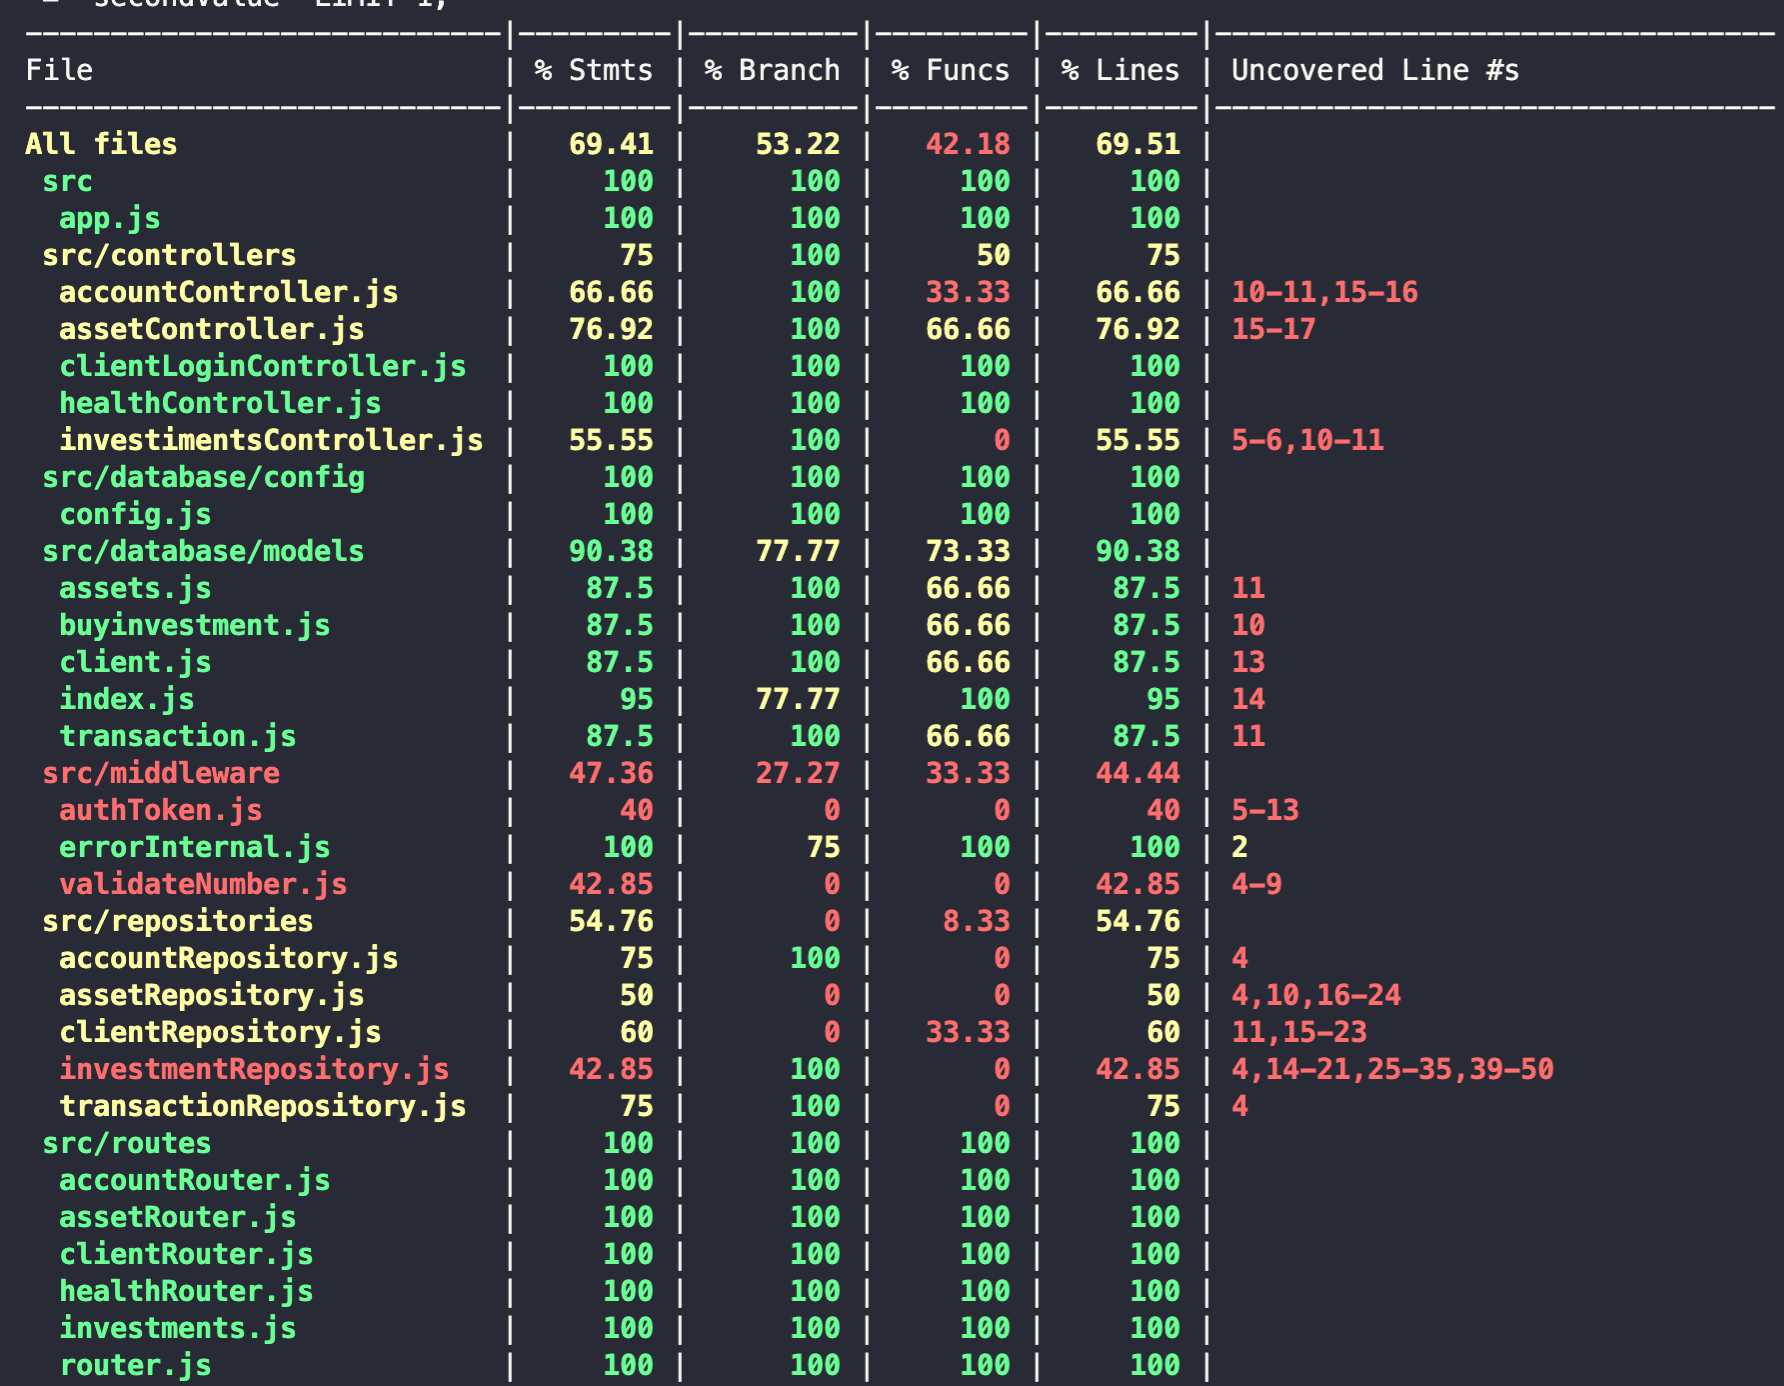 = "secondvalue" LIMIT 1;
----------------------------|---------|----------|---------|---------|---------------------------------
File                        | % Stmts | % Branch | % Funcs | % Lines | Uncovered Line #s
----------------------------|---------|----------|---------|---------|---------------------------------
All files                   |   69.41 |    53.22 |   42.18 |   69.51 |
 src                        |     100 |      100 |     100 |     100 |
  app.js                    |     100 |      100 |     100 |     100 |
 src/controllers            |      75 |      100 |      50 |      75 |
  accountController.js      |   66.66 |      100 |   33.33 |   66.66 | 10-11,15-16
  assetController.js        |   76.92 |      100 |   66.66 |   76.92 | 15-17
  clientLoginController.js  |     100 |      100 |     100 |     100 |
  healthController.js       |     100 |      100 |     100 |     100 |
  investimentsController.js |   55.55 |      100 |       0 |   55.55 | 5-6,10-11
 src/database/config        |     100 |      100 |     100 |     100 |
  config.js                 |     100 |      100 |     100 |     100 |
 src/database/models        |   90.38 |    77.77 |   73.33 |   90.38 |
  assets.js                 |    87.5 |      100 |   66.66 |    87.5 | 11
  buyinvestment.js          |    87.5 |      100 |   66.66 |    87.5 | 10
  client.js                 |    87.5 |      100 |   66.66 |    87.5 | 13
  index.js                  |      95 |    77.77 |     100 |      95 | 14
  transaction.js            |    87.5 |      100 |   66.66 |    87.5 | 11
 src/middleware             |   47.36 |    27.27 |   33.33 |   44.44 |
  authToken.js              |      40 |        0 |       0 |      40 | 5-13
  errorInternal.js          |     100 |       75 |     100 |     100 | 2
  validateNumber.js         |   42.85 |        0 |       0 |   42.85 | 4-9
 src/repositories           |   54.76 |        0 |    8.33 |   54.76 |
  accountRepository.js      |      75 |      100 |       0 |      75 | 4
  assetRepository.js        |      50 |        0 |       0 |      50 | 4,10,16-24
  clientRepository.js       |      60 |        0 |   33.33 |      60 | 11,15-23
  investmentRepository.js   |   42.85 |      100 |       0 |   42.85 | 4,14-21,25-35,39-50
  transactionRepository.js  |      75 |      100 |       0 |      75 | 4
 src/routes                 |     100 |      100 |     100 |     100 |
  accountRouter.js          |     100 |      100 |     100 |     100 |
  assetRouter.js            |     100 |      100 |     100 |     100 |
  clientRouter.js           |     100 |      100 |     100 |     100 |
  healthRouter.js           |     100 |      100 |     100 |     100 |
  investments.js            |     100 |      100 |     100 |     100 |
  router.js                 |     100 |      100 |     100 |     100 |